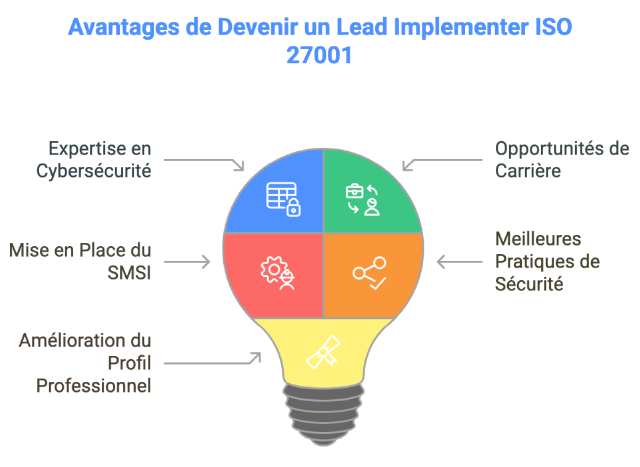 Avantages de Devenir un Lead Implementer ISO
27001
Expertise en
Cybersécurité
Opportunités de
Carrière
Mise en Place du
SMSI
Meilleures
Pratiques de
Sécurité
Amélioration du
Profil
Professionnel